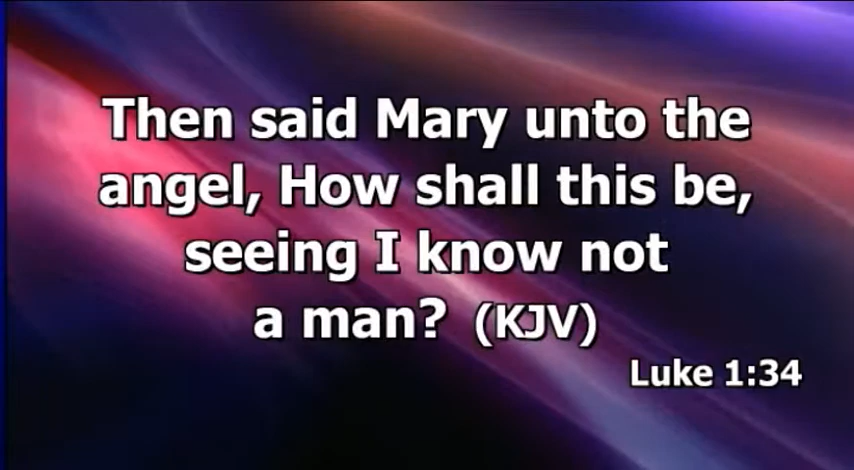 Then said Mary unto the
angel, How shall this be,
seeing I know not
a man? (KJV)
Luke 1:34